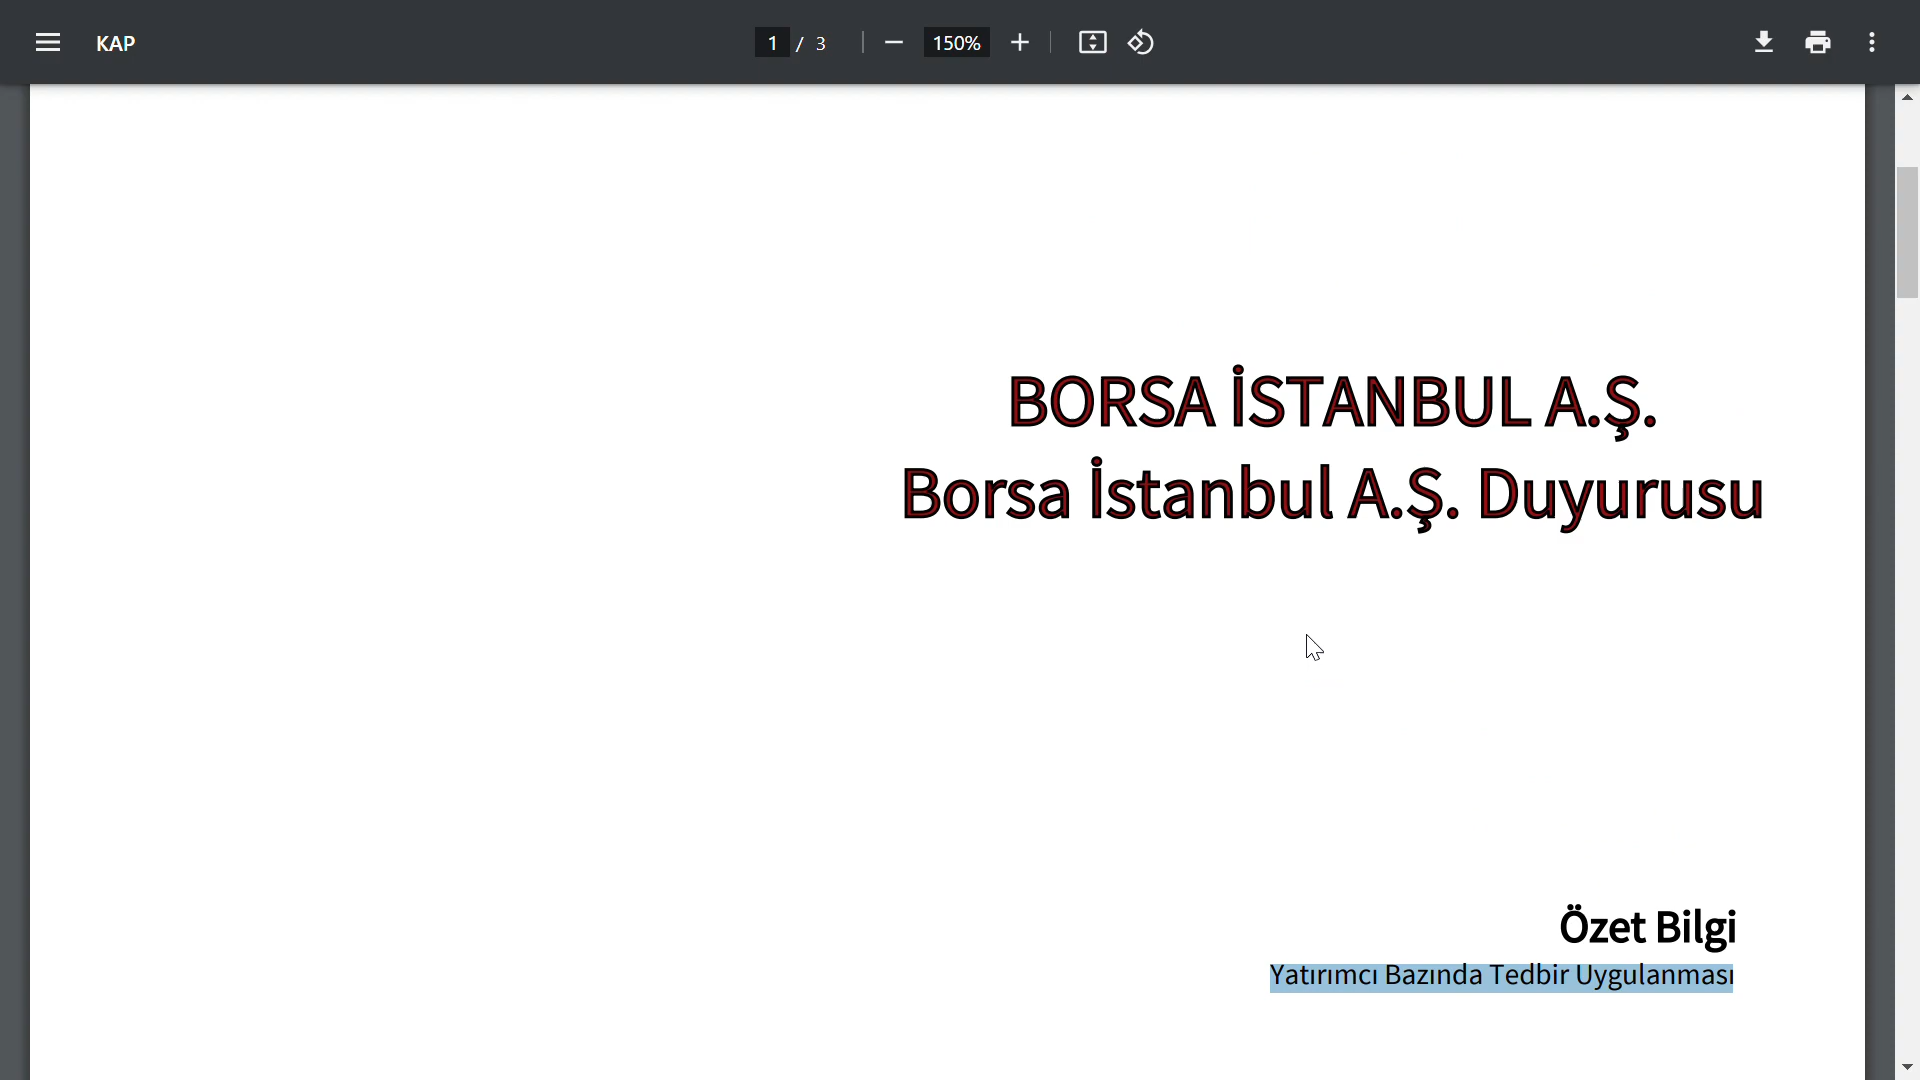 KAP
1 / 3
150%
BORSA İSTANBUL A.Ş.
Borsa İstanbul A.Ş. Duyurusu
Özet Bilgi
Yatırımcı Bazında Tedbir Uygulanması